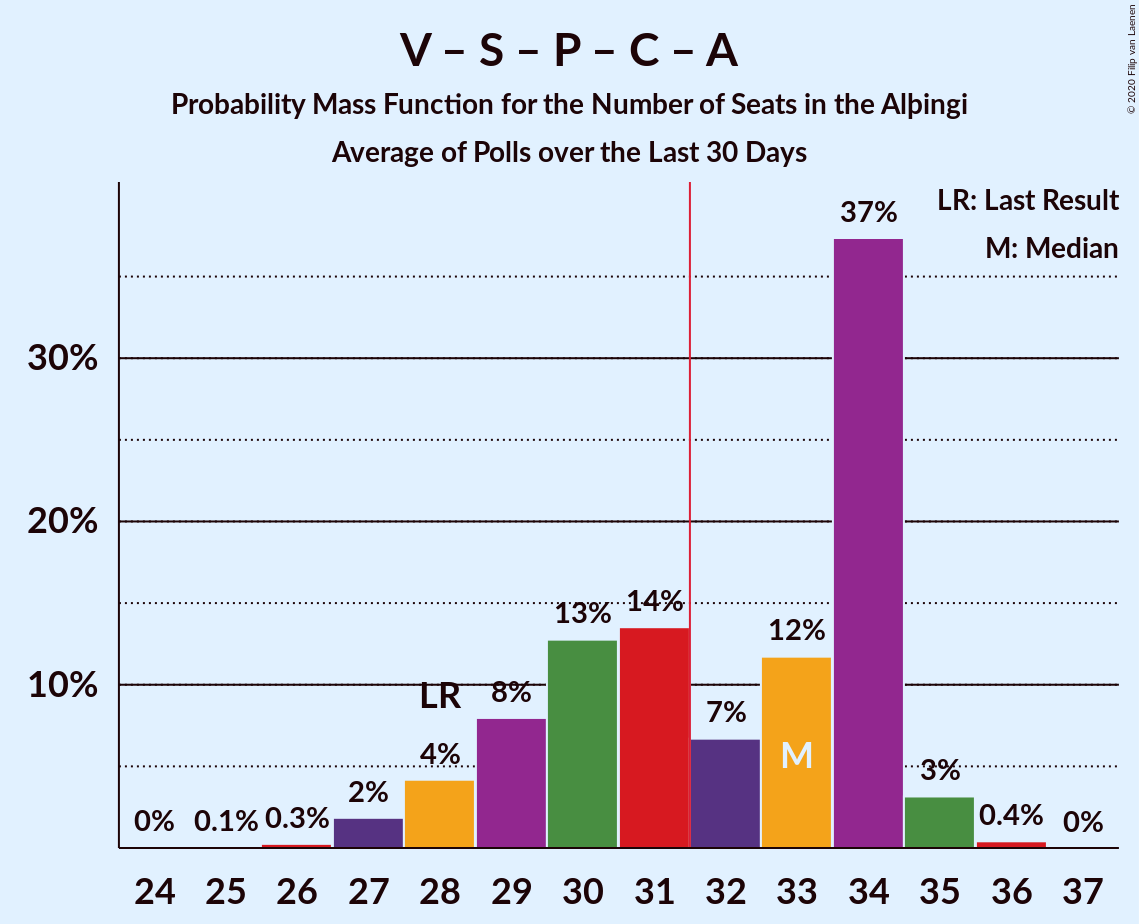 V – S – P – C – A
Probability Mass Function for the Number of Seats in the Alþingi
Average of Polls over the Last 30 Days
© 2020 Filip van Laenen
LR: Last Result
M: Median
37%
30%
20%
14%
13%
12%
10%
LR
8%
7%
M
4%
3%
2%
0%
0.1%
0.3%
0.4%
0%
24 25 26 27 28 29 30 31 32 33 34 35 36 37